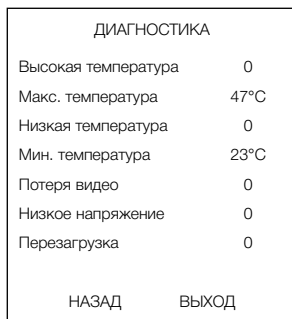 ДИАГНОСТИКА
Высокая температура 0
Макс. температура 47°C
Низкая температура 0
Мин. температура 23°C
Потеря видео 0
Низкое напряжение 0
Перезагрузка 0
НАЗАД ВЫХОД